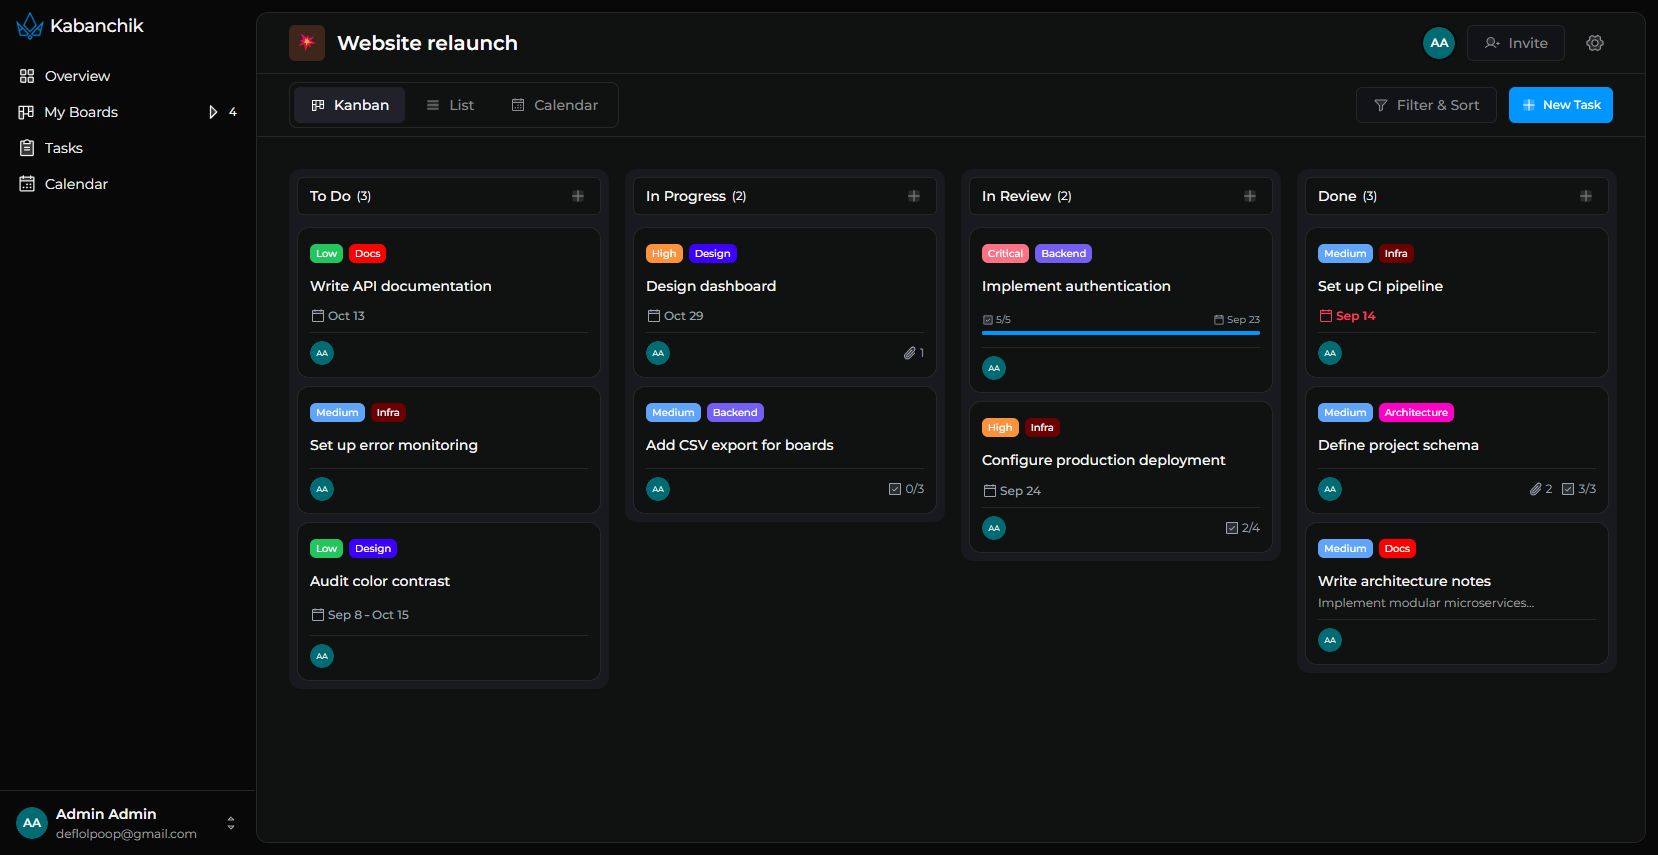 Kabanchik
Overview
My Boards 4
Tasks
Calendar
Admin Admin
deflolpoop@gmail.com
AA
Website relaunch
AA Invite
Kanban List Calendar
Filter & Sort New Task
To Do (3)
Low Docs
Write API documentation
Oct 13
AA
Medium Infra
Set up error monitoring
AA
Low Design
Audit color contrast
Sep 8 - Oct 15
AA
In Progress (2)
High Design
Design dashboard
Oct 29
AA 1
Medium Backend
Add CSV export for boards
AA 0/3
In Review (2)
Critical Backend
Implement authentication
5/5 Sep 23
AA
High Infra
Configure production deployment
Sep 24
AA 2/4
Done (3)
Medium Infra
Set up CI pipeline
Sep 14
AA
Medium Architecture
Define project schema
AA 2 3/3
Medium Docs
Write architecture notes
Implement modular microservices...
AA